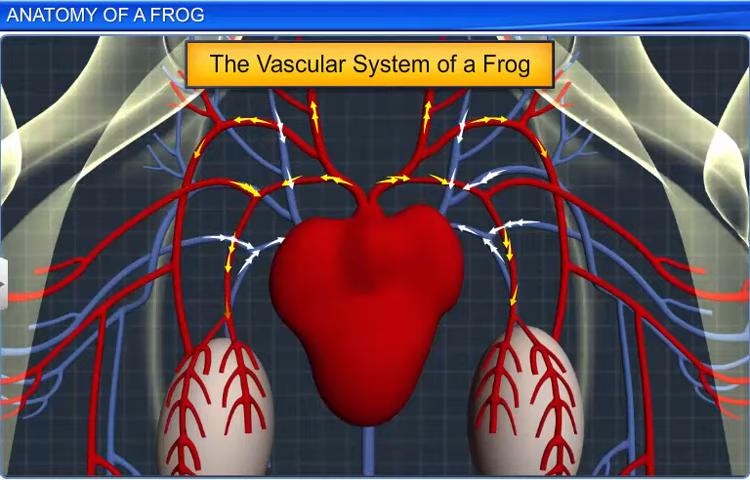 ANATOMY OF A FROG
The Vascular System of a Frog